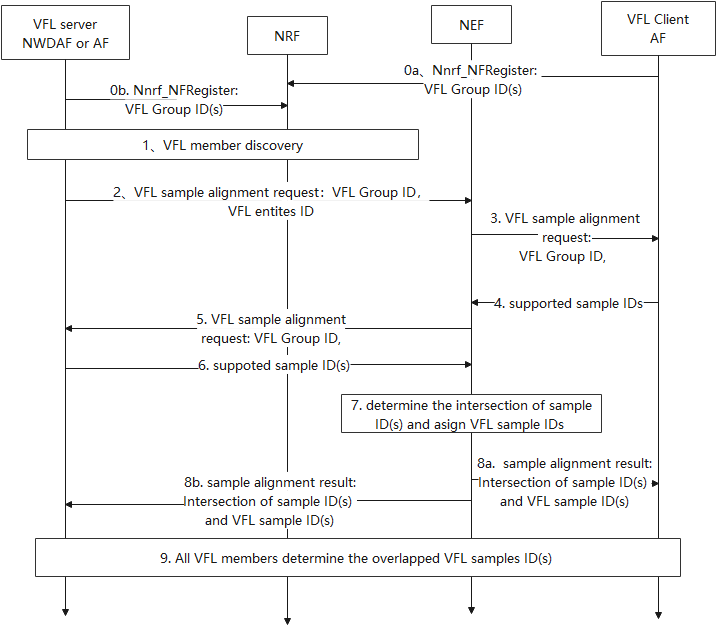 VFL server
NWDAF or AF
NRF
NEF
VFL Client
AF
0a、Nnrf_NFRegister:
VFL Group ID(s)
0b. Nnrf_NFRegister:
VFL Group ID(s)
1、VFL member discovery
2、VFL sample alignment request：VFL Group ID,
VFL entites ID
3. VFL sample alignment
request:
VFL Group ID,
4. supported sample IDs
5. VFL sample alignment
request: VFL Group ID,
6. suppoted sample ID(s)
7. determine the intersection of sample
ID(s) and asign VFL sample IDs
8a. sample alignment result:
Intersection of sample ID(s)
and VFL sample ID(s)
8b. sample alignment result:
Intersection of sample ID(s)
and VFL sample ID(s)
9. All VFL members determine the overlapped VFL samples ID(s)